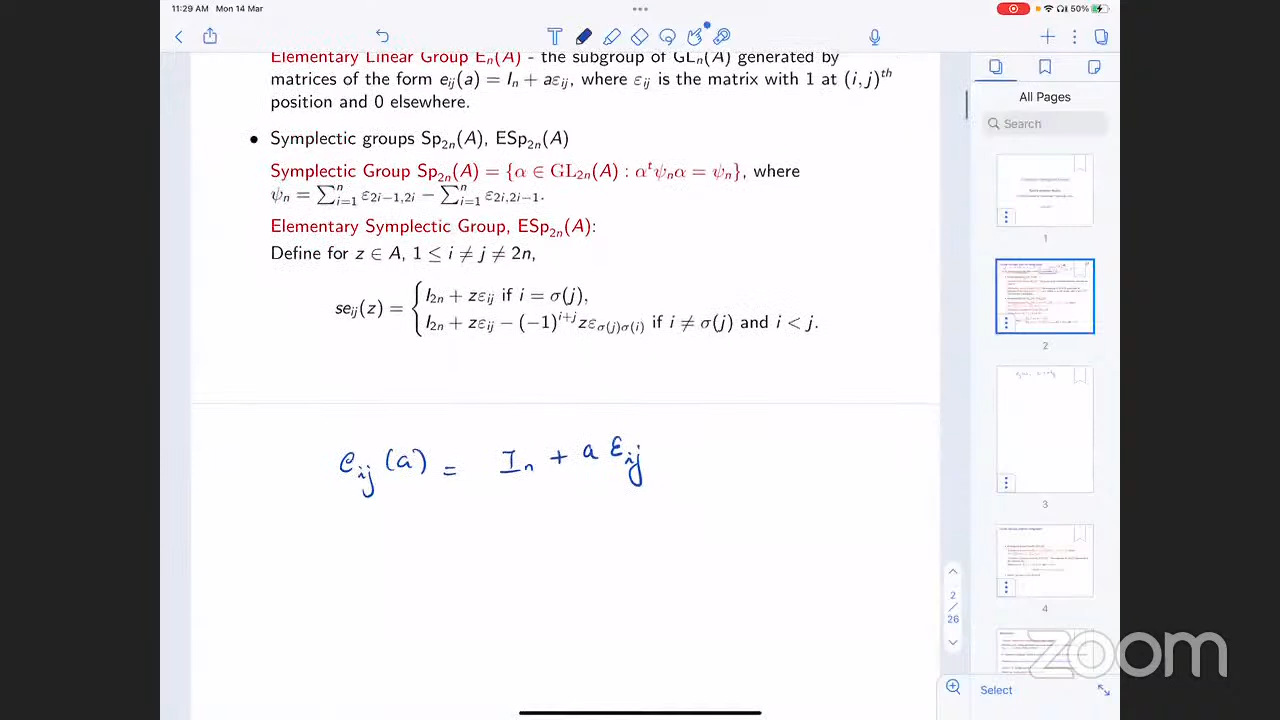 11:29 AM Mon 14 Mar
50%
All Pages
Search
Elementary Linear Group Eₙ(A) - the subgroup of GLₙ(A) generated by
matrices of the form eᵢⱼ(a) = Iₙ + aεᵢⱼ, where εᵢⱼ is the matrix with 1 at (i, j)ᵗʰ
position and 0 elsewhere.
• Symplectic groups Sp₂ₙ(A), ESp₂ₙ(A)
Symplectic Group Sp₂ₙ(A) = {α ∈ GL₂ₙ(A) : αᵗψₙα = ψₙ}, where
ψₙ = ∑ⁿᵢ₌₁ ε₂ᵢ₋₁,₂ᵢ − ∑ⁿᵢ₌₁ ε₂ᵢ,₂ᵢ₋₁.
Elementary Symplectic Group, ESp₂ₙ(A):
Define for z ∈ A, 1 ≤ i ≠ j ≠ 2n,
seᵢⱼ(z) = { I₂ₙ + zεᵢⱼ if i = σ(j),
I₂ₙ + zεᵢⱼ − (−1)ⁱ⁺ʲzε_σ(j)σ(i) if i ≠ σ(j) and i < j.
eᵢⱼ(a) = Iₙ + a εᵢⱼ
1
2
3
4
2
/
26
Select
zoom